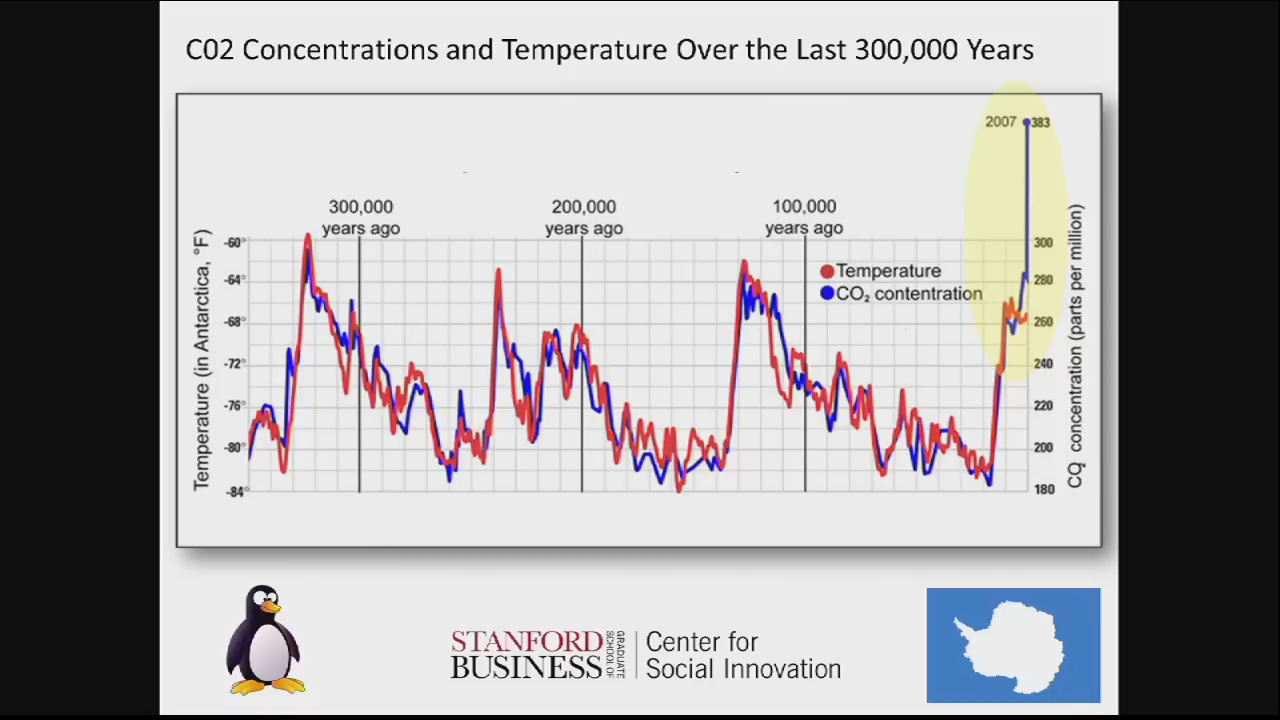 C02 Concentrations and Temperature Over the Last 300,000 Years
2007
383
300,000
years ago
200,000
years ago
100,000
years ago
Temperature (in Antarctica, °F)
-60°
-64°
-68°
-72°
-76°
-80°
-84°
Temperature
CO₂ contentration
300
280
260
240
220
200
180
CO₂ concentration (parts per million)
STANFORD
BUSINESS
GRADUATE
SCHOOL OF
Center for
Social Innovation